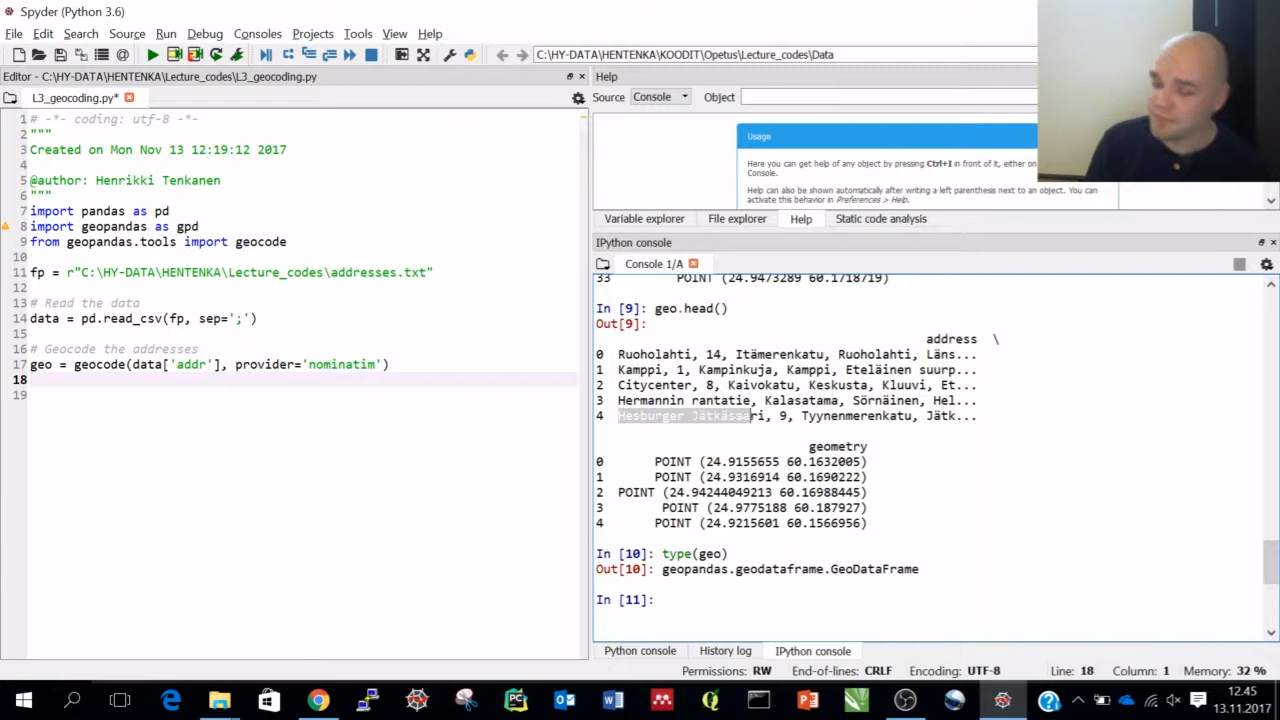 Spyder (Python 3.6)
File Edit Search Source Run Debug Consoles Projects Tools View Help
C:\HY-DATA\HENTENKA\KOODIT\Opetus\Lecture_codes\Data
Editor - C:\HY-DATA\HENTENKA\Lecture_codes\L3_geocoding.py
L3_geocoding.py*
1 # -*- coding: utf-8 -*-
2 """
3 Created on Mon Nov 13 12:19:12 2017
4
5 @author: Henrikki Tenkanen
6 """
7 import pandas as pd
8 import geopandas as gpd
9 from geopandas.tools import geocode
10
11 fp = r"C:\HY-DATA\HENTENKA\Lecture_codes\addresses.txt"
12
13 # Read the data
14 data = pd.read_csv(fp, sep=';')
15
16 # Geocode the addresses
17 geo = geocode(data['addr'], provider='nominatim')
18
19
Help
Source Console Object
Usage
Here you can get help of any object by pressing Ctrl+I in front of it, either on
Console.
Help can also be shown automatically after writing a left parenthesis next to an object. You can
activate this behavior in Preferences > Help.
Variable explorer File explorer Help Static code analysis
IPython console
Console 1/A
33 POINT (24.9473289 60.1718719)
In [9]: geo.head()
Out[9]:
address \
0 Ruoholahti, 14, Itämerenkatu, Ruoholahti, Läns...
1 Kamppi, 1, Kampinkuja, Kamppi, Eteläinen suurp...
2 Citycenter, 8, Kaivokatu, Keskusta, Kluuvi, Et...
3 Hermannin rantatie, Kalasatama, Sörnäinen, Hel...
4 Hesburger Jätkäsaari, 9, Tyynenmerenkatu, Jätk...
geometry
0 POINT (24.9155655 60.1632005)
1 POINT (24.9316914 60.1690222)
2 POINT (24.94244049213 60.16988445)
3 POINT (24.9775188 60.187927)
4 POINT (24.9215601 60.1566956)
In [10]: type(geo)
Out[10]: geopandas.geodataframe.GeoDataFrame
In [11]:
Python console History log IPython console
Permissions: RW End-of-lines: CRLF Encoding: UTF-8 Line: 18 Column: 1 Memory: 32 %
12.45
13.11.2017